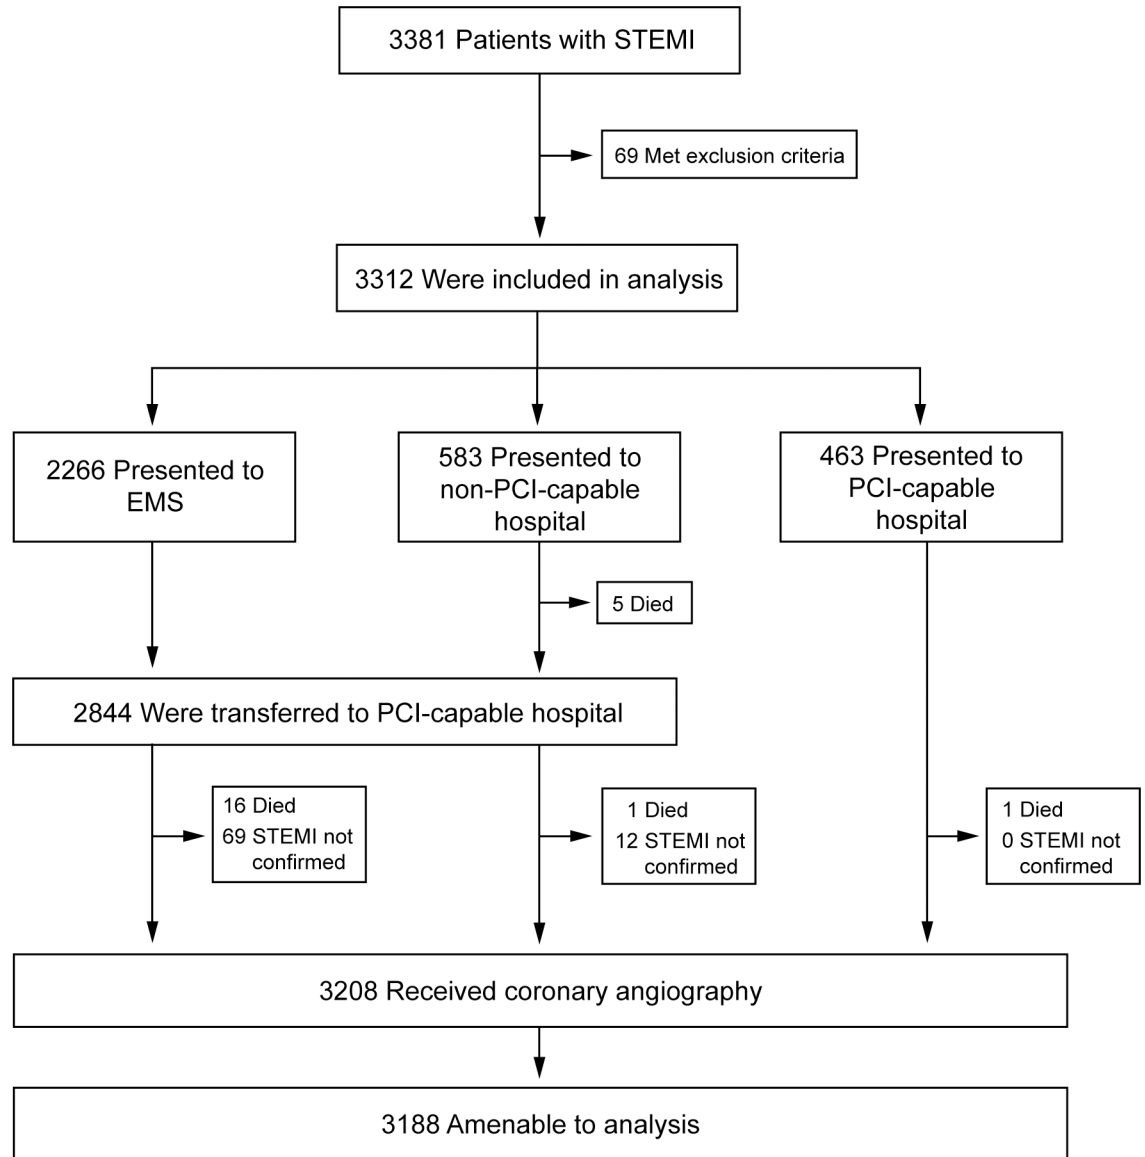 3381 Patients with STEMI
69 Met exclusion criteria
3312 Were included in analysis
2266 Presented to
EMS
583 Presented to
non-PCI-capable
hospital
463 Presented to
PCI-capable
hospital
5 Died
2844 Were transferred to PCI-capable hospital
16 Died
69 STEMI not
confirmed
1 Died
12 STEMI not
confirmed
1 Died
0 STEMI not
confirmed
3208 Received coronary angiography
3188 Amenable to analysis